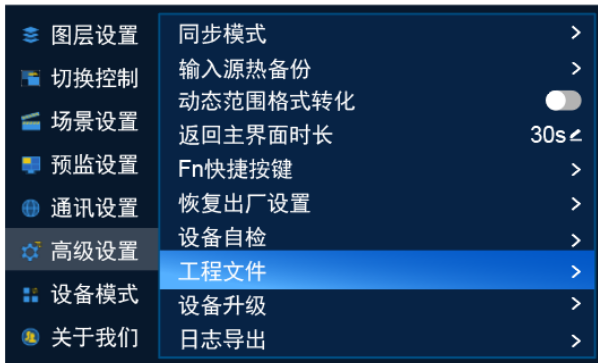 图层设置
切换控制
场景设置
预监设置
通讯设置
高级设置
设备模式
关于我们
同步模式
输入源热备份
动态范围格式转化
返回主界面时长 30s
Fn快捷按键
恢复出厂设置
设备自检
工程文件
设备升级
日志导出